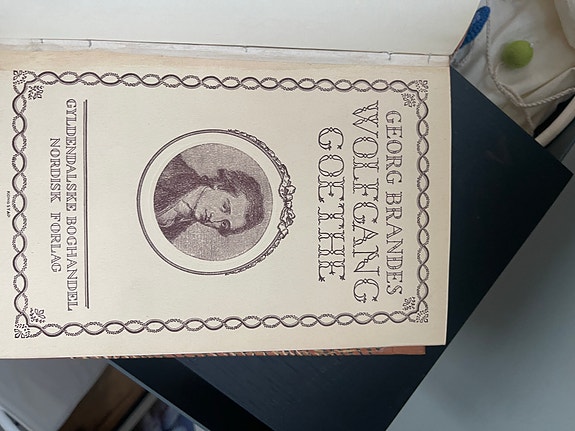 GEORG BRANDES
WOLFGANG
GOETHE
GYLDENDALSKE BOGHANDEL
NORDISK FORLAG